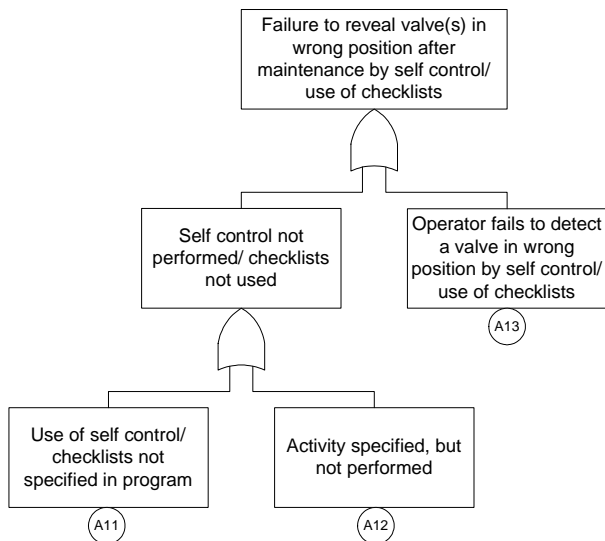 Failure to reveal valve(s) in
wrong position after
maintenance by self control/
use of checklists
Self control not
performed/ checklists
not used
Operator fails to detect
a valve in wrong
position by self control/
use of checklists
A13
Use of self control/
checklists not
specified in program
Activity specified, but
not performed
A11
A12